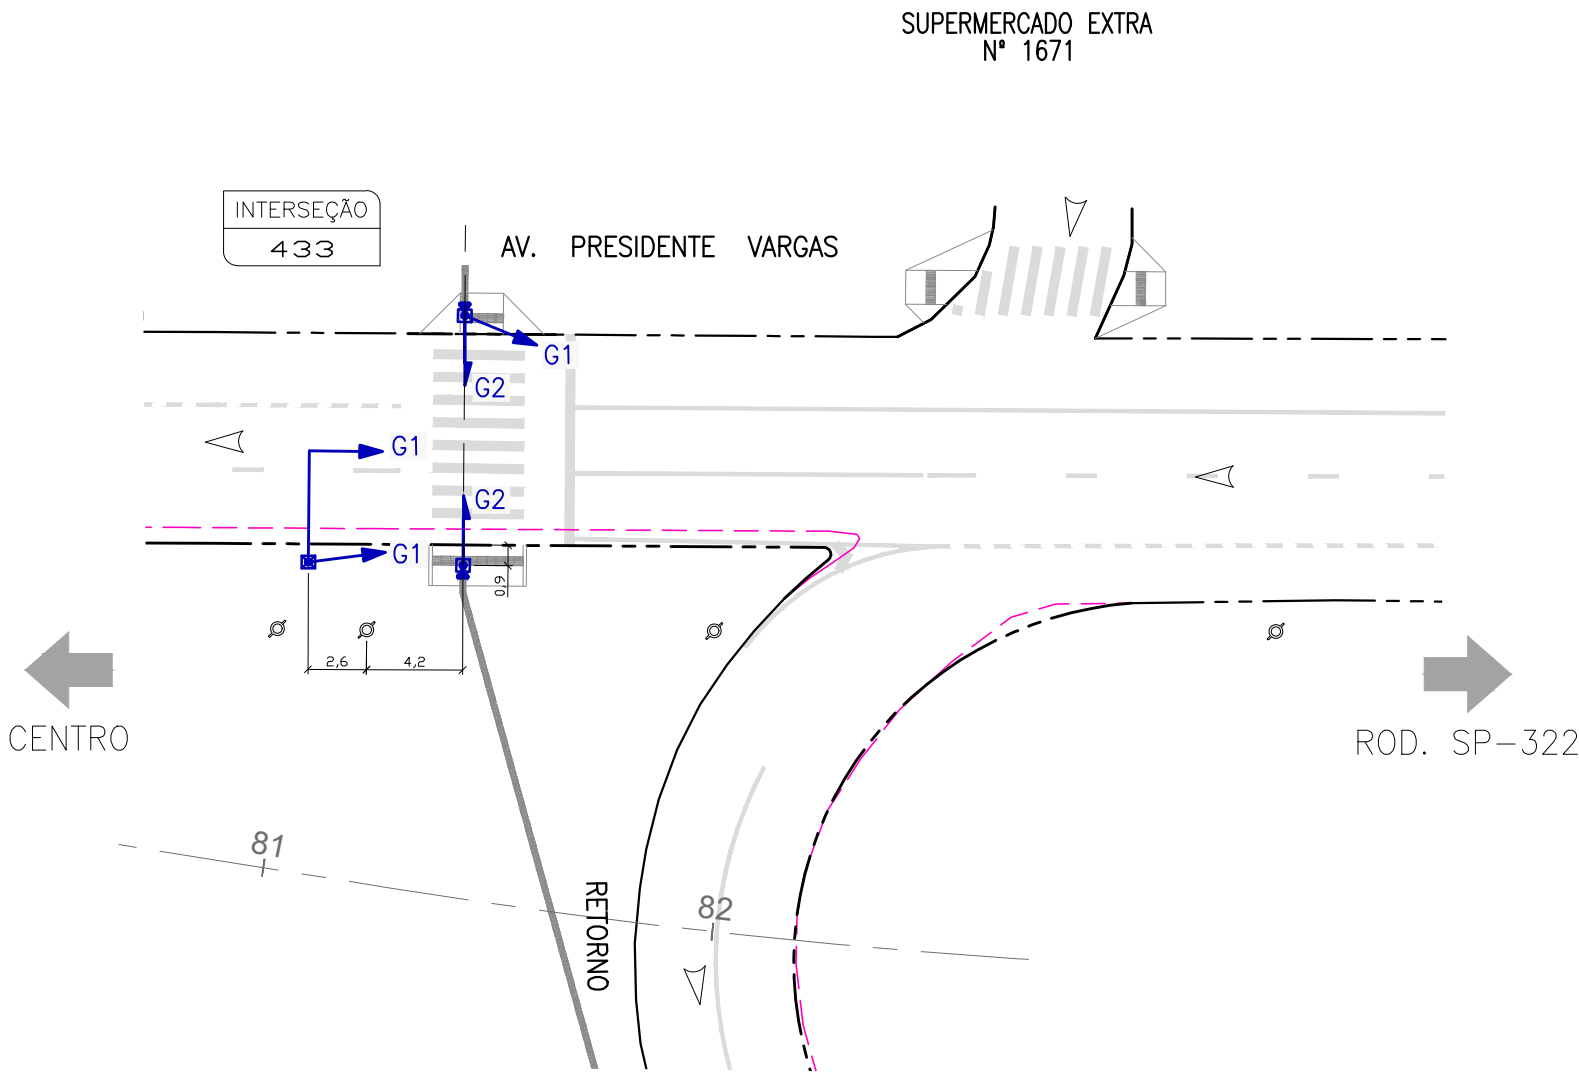 SUPERMERCADO EXTRA
Nº 1671
INTERSEÇÃO
433
AV. PRESIDENTE VARGAS
G1
G2
G1
G2
G1
0,9
2,6
4,2
CENTRO
ROD. SP-322
81
82
RETORNO